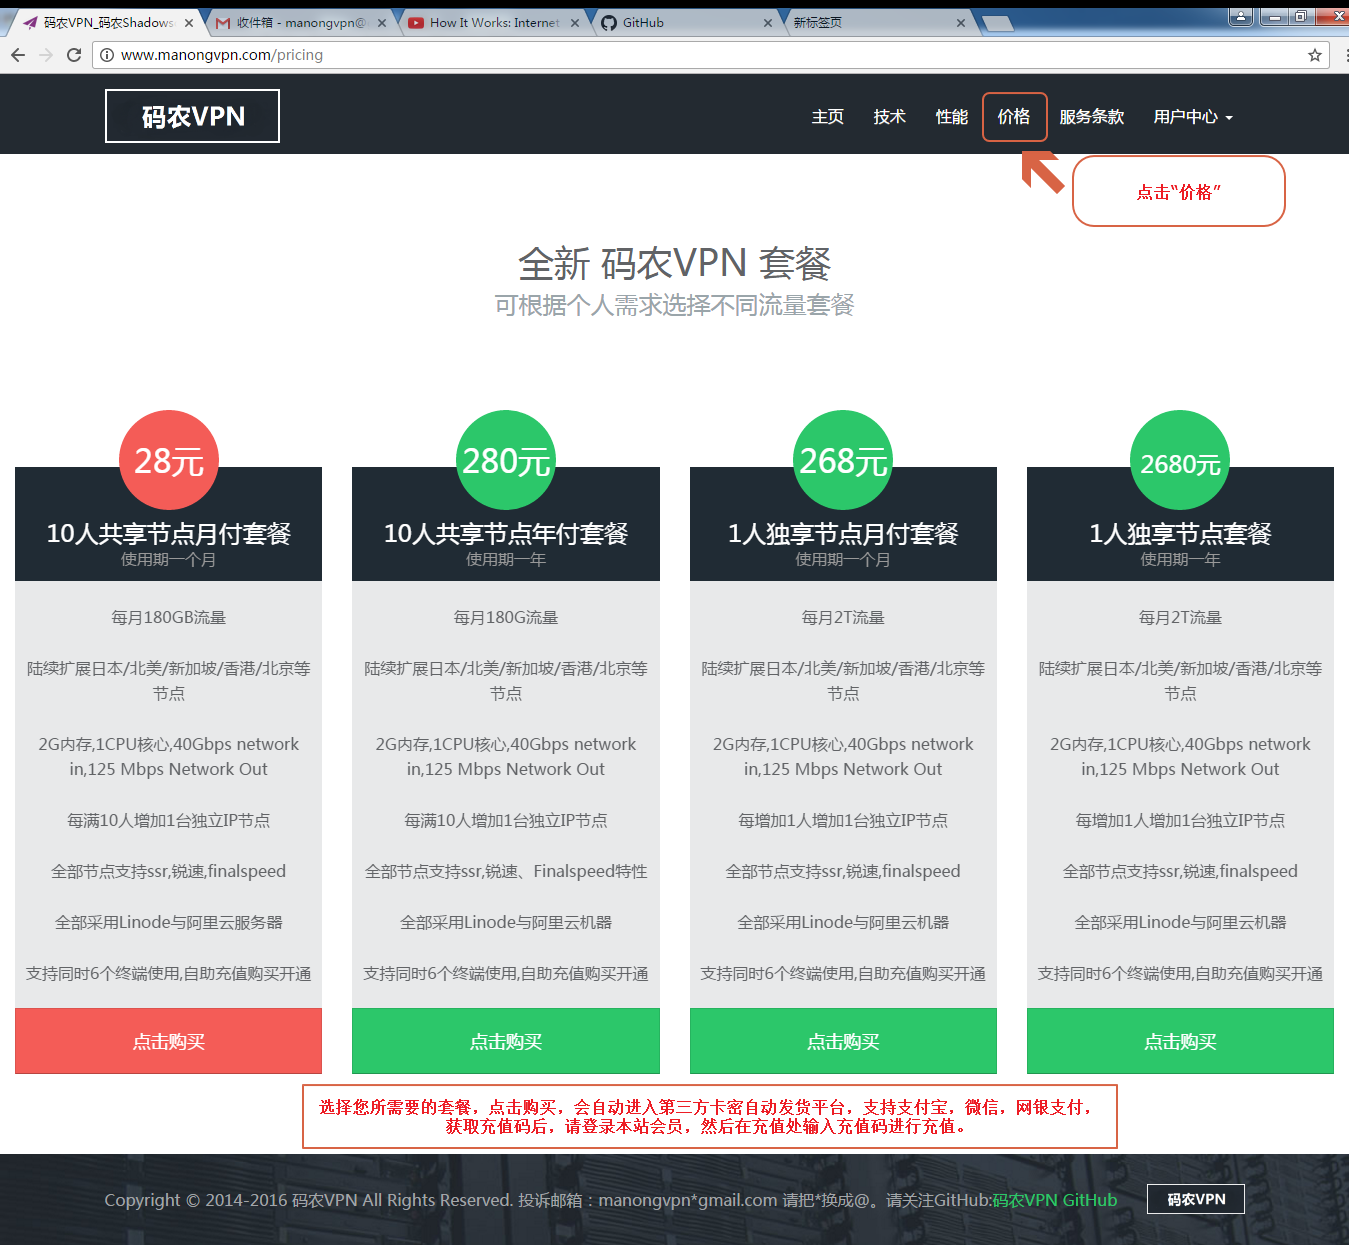 码农VPN_码农Shadows
收件箱 - manongvpn@
How It Works: Internet
GitHub
新标签页
www.manongvpn.com/pricing
码农VPN
主页
技术
性能
价格
服务条款
用户中心
点击“价格”
全新 码农VPN 套餐
可根据个人需求选择不同流量套餐
28元
10人共享节点月付套餐
使用期一个月
每月180GB流量
陆续扩展日本/北美/新加坡/香港/北京等
节点
2G内存,1CPU核心,40Gbps network
in,125 Mbps Network Out
每满10人增加1台独立IP节点
全部节点支持ssr,锐速,finalspeed
全部采用Linode与阿里云服务器
支持同时6个终端使用,自助充值购买开通
点击购买
280元
10人共享节点年付套餐
使用期一年
每月180G流量
陆续扩展日本/北美/新加坡/香港/北京等
节点
2G内存,1CPU核心,40Gbps network
in,125 Mbps Network Out
每满10人增加1台独立IP节点
全部节点支持ssr,锐速、Finalspeed特性
全部采用Linode与阿里云机器
支持同时6个终端使用,自助充值购买开通
点击购买
268元
1人独享节点月付套餐
使用期一个月
每月2T流量
陆续扩展日本/北美/新加坡/香港/北京等
节点
2G内存,1CPU核心,40Gbps network
in,125 Mbps Network Out
每增加1人增加1台独立IP节点
全部节点支持ssr,锐速,finalspeed
全部采用Linode与阿里云机器
支持同时6个终端使用,自助充值购买开通
点击购买
2680元
1人独享节点套餐
使用期一年
每月2T流量
陆续扩展日本/北美/新加坡/香港/北京等
节点
2G内存,1CPU核心,40Gbps network
in,125 Mbps Network Out
每增加1人增加1台独立IP节点
全部节点支持ssr,锐速,finalspeed
全部采用Linode与阿里云机器
支持同时6个终端使用,自助充值购买开通
点击购买
选择您所需要的套餐，点击购买，会自动进入第三方卡密自动发货平台，支持支付宝，微信，网银支付，
获取充值码后，请登录本站会员，然后在充值处输入充值码进行充值。
Copyright © 2014-2016 码农VPN All Rights Reserved. 投诉邮箱：manongvpn*gmail.com 请把*换成@。请关注GitHub:码农VPN GitHub
码农VPN